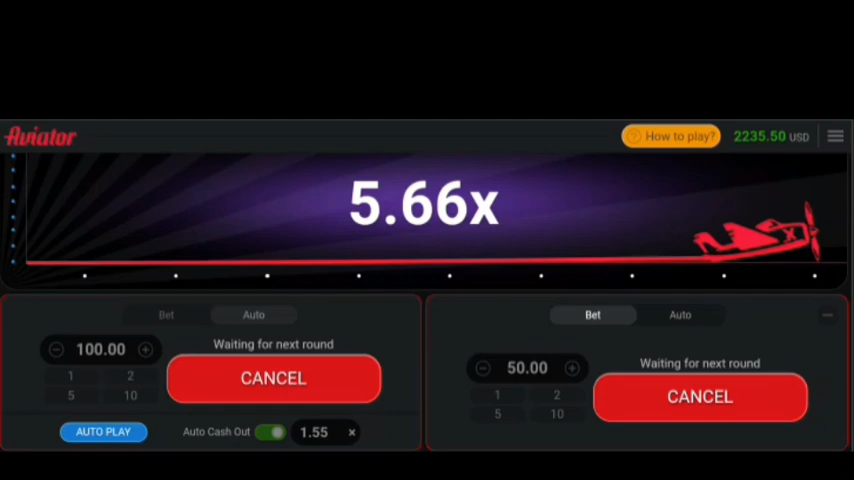 Aviator
How to play?
2235.50 USD
5.66x
Bet Auto
100.00
1 2
5 10
Waiting for next round
CANCEL
AUTO PLAY
Auto Cash Out
1.55 ×
Bet Auto
50.00
1 2
5 10
Waiting for next round
CANCEL